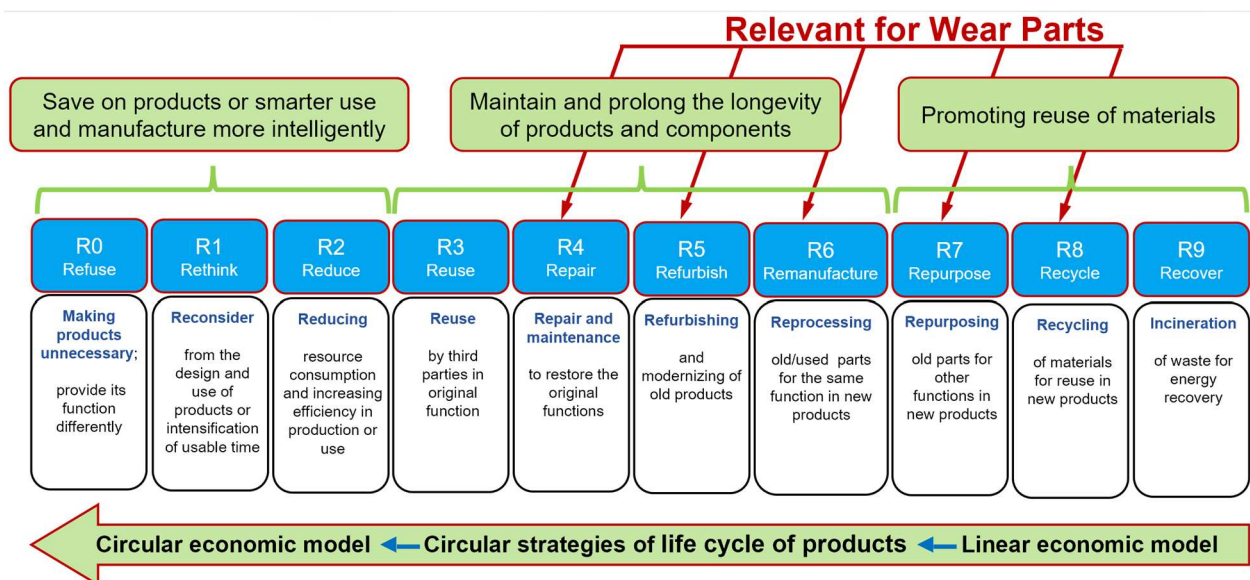 Relevant for Wear Parts
Save on products or smarter use
and manufacture more intelligently
Maintain and prolong the longevity
of products and components
Promoting reuse of materials
R0
Refuse
R1
Rethink
R2
Reduce
R3
Reuse
R4
Repair
R5
Refurbish
R6
Remanufacture
R7
Repurpose
R8
Recycle
R9
Recover
Making
products
unnecessary;
provide its
function
differently
Reconsider
from the
design and
use of
products or
intensification
of usable time
Reducing
resource
consumption
and increasing
efficiency in
production or
use
Reuse
by third
parties in
original
function
Repair and
maintenance
to restore the
original
functions
Refurbishing
and
modernizing of
old products
Reprocessing
old/used parts
for the same
function in new
products
Repurposing
old parts for
other
functions in
new products
Recycling
of materials
for reuse in
new products
Incineration
of waste for
energy
recovery
Circular economic model Circular strategies of life cycle of products Linear economic model